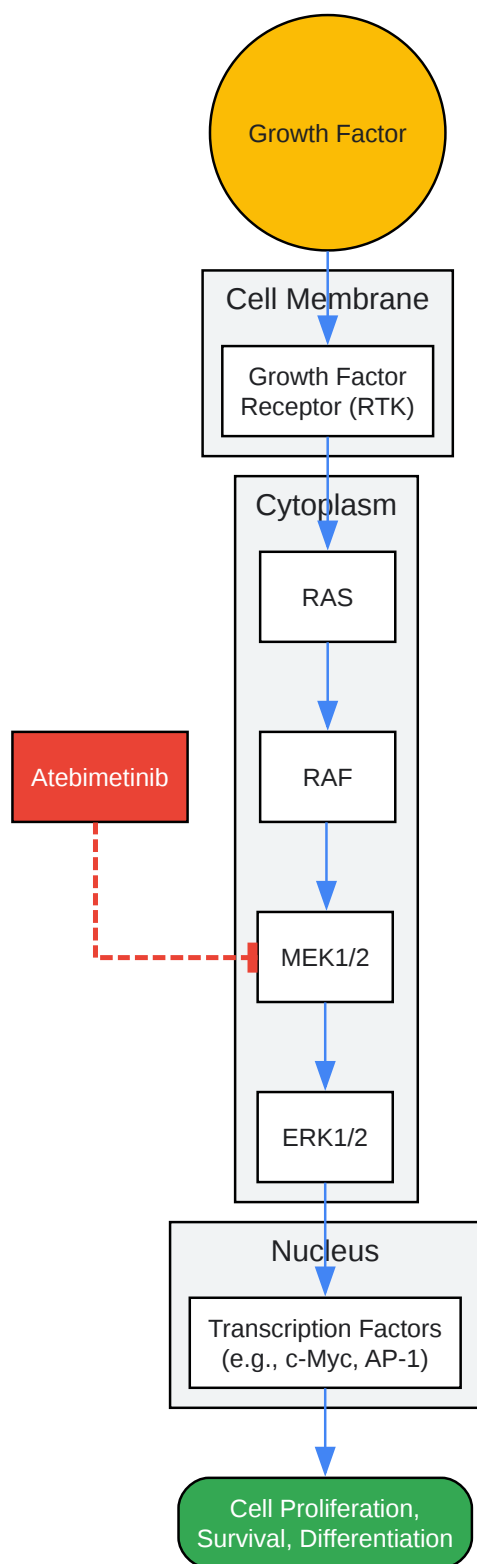 Growth Factor
Cell Membrane
Growth Factor
Receptor (RTK)
Cytoplasm
RAS
Atebimetinib
RAF
MEK1/2
ERK1/2
Nucleus
Transcription Factors
(e.g., c-Myc, AP-1)
Cell Proliferation,
Survival, Differentiation